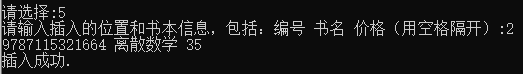 请选择:5
请输入插入的位置和书本信息，包括：编号 书名 价格（用空格隔开）:2
9787115321664 离散数学 35
插入成功.